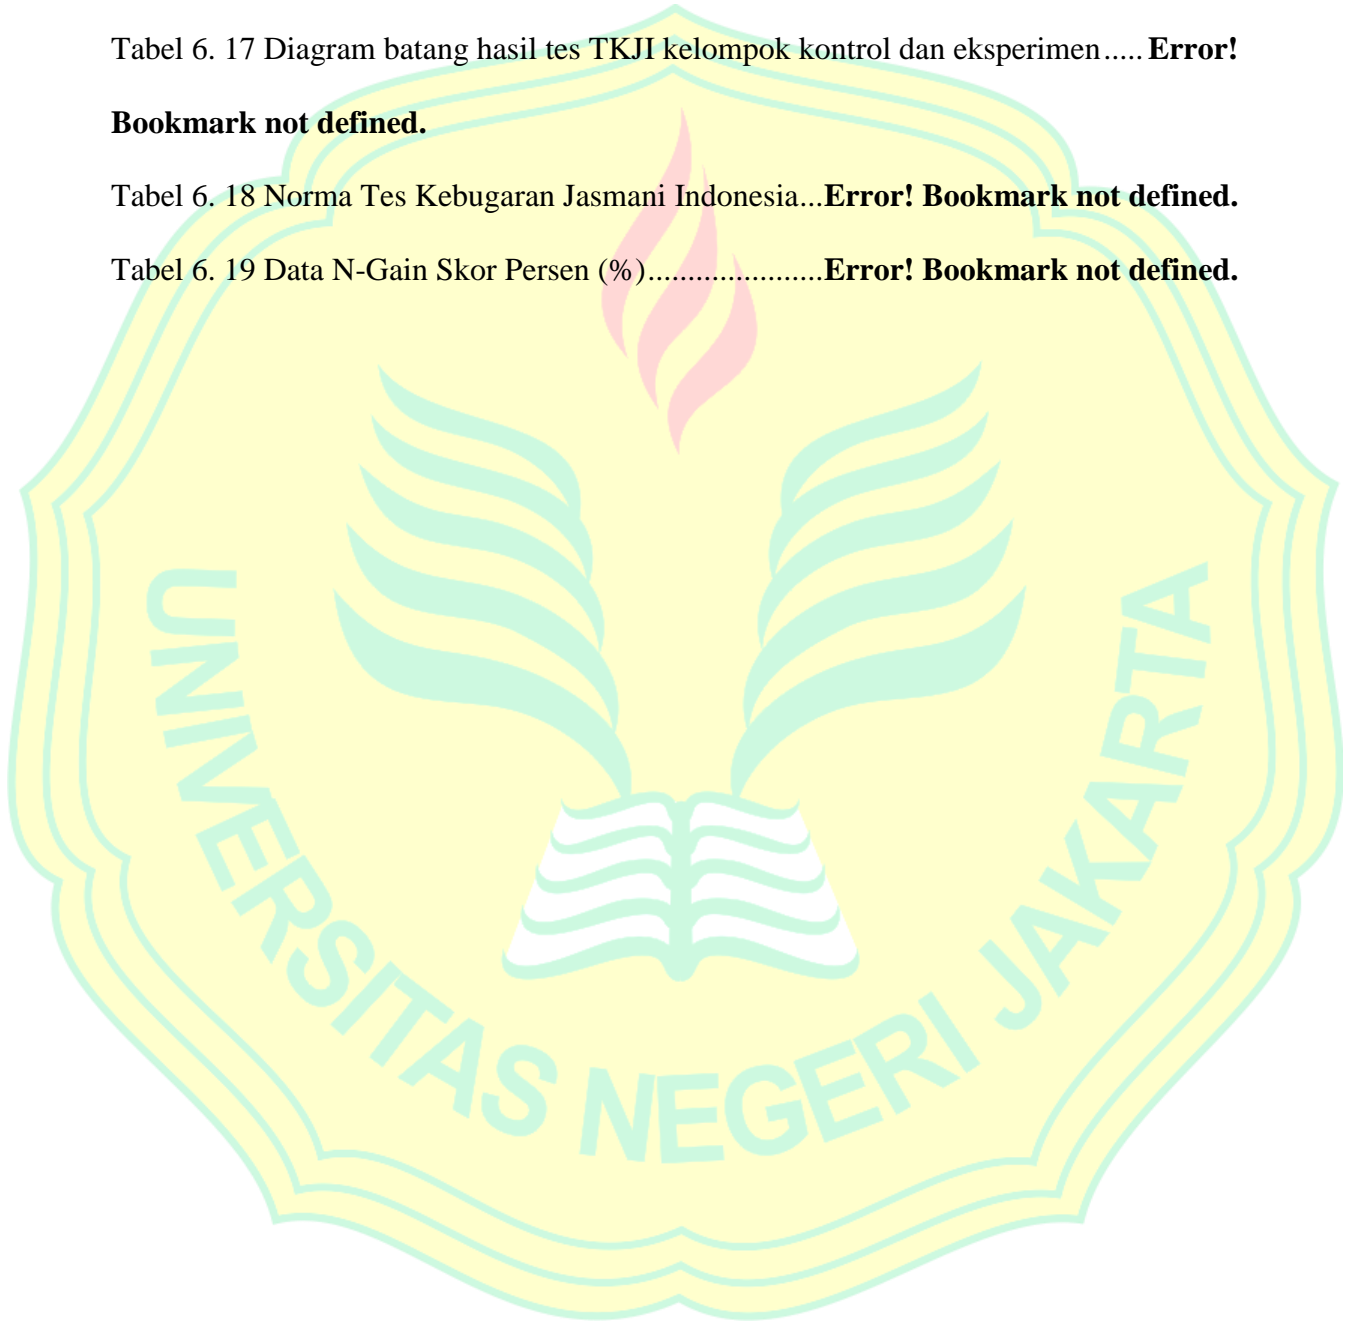 Tabel 6. 17 Diagram batang hasil tes TKJI kelompok kontrol dan eksperimen..... Error!
Bookmark not defined.
Tabel 6. 18 Norma Tes Kebugaran Jasmani Indonesia...Error! Bookmark not defined.
Tabel 6. 19 Data N-Gain Skor Persen (%)......................Error! Bookmark not defined.
UNIVERSITAS NEGERI JAKARTA